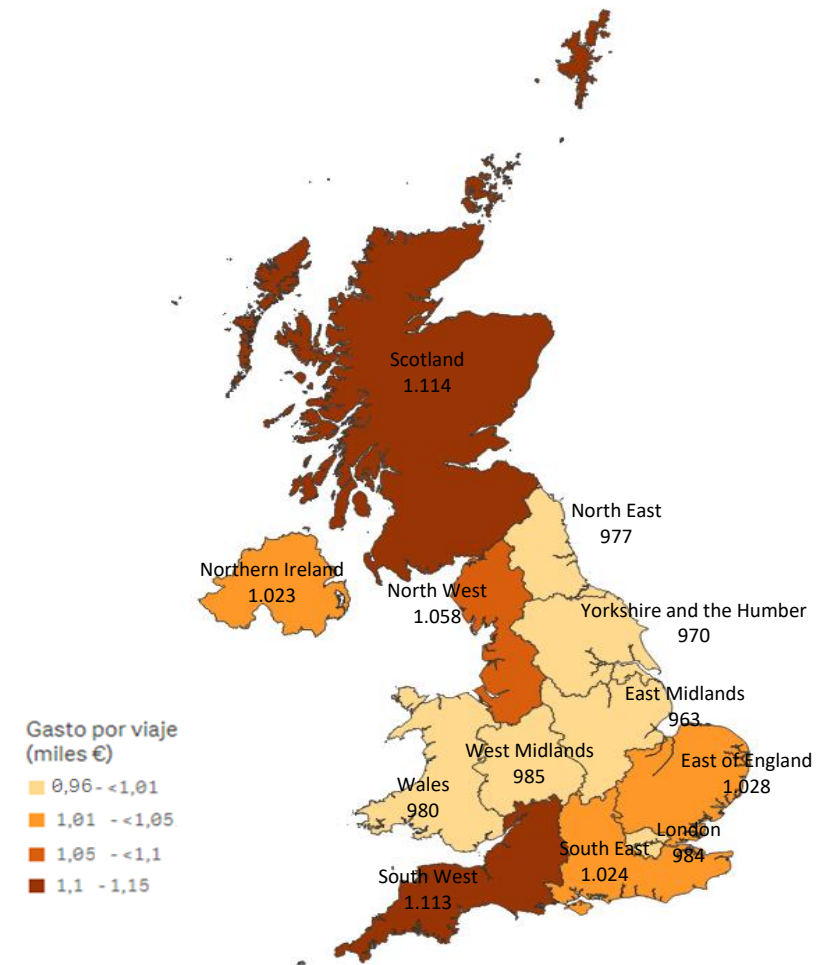 Scotland
1.114
North East
977
Northern Ireland
1.023
North West
1.058
Yorkshire and the Humber
970
East Midlands
963
West Midlands
985
East of England
1.028
Wales
980
London
984
South East
1.024
South West
1.113
Gasto por viaje
(miles €)
0,96 - <1,01
1,01 - <1,05
1,05 - <1,1
1,1 - 1,15